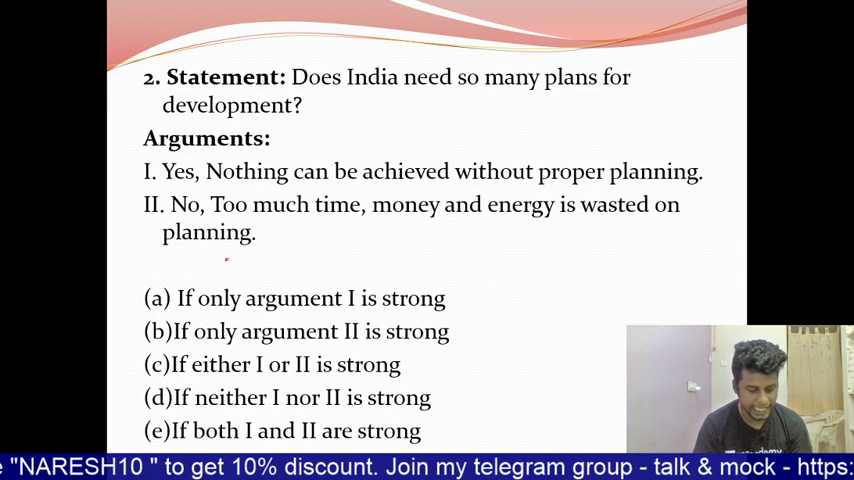 2. Statement: Does India need so many plans for
development?
Arguments:
I. Yes, Nothing can be achieved without proper planning.
II. No, Too much time, money and energy is wasted on
planning.
(a) If only argument I is strong
(b)If only argument II is strong
(c)If either I or II is strong
(d)If neither I nor II is strong
(e)If both I and II are strong
"NARESH10 " to get 10% discount. Join my telegram group - talk & mock - https: